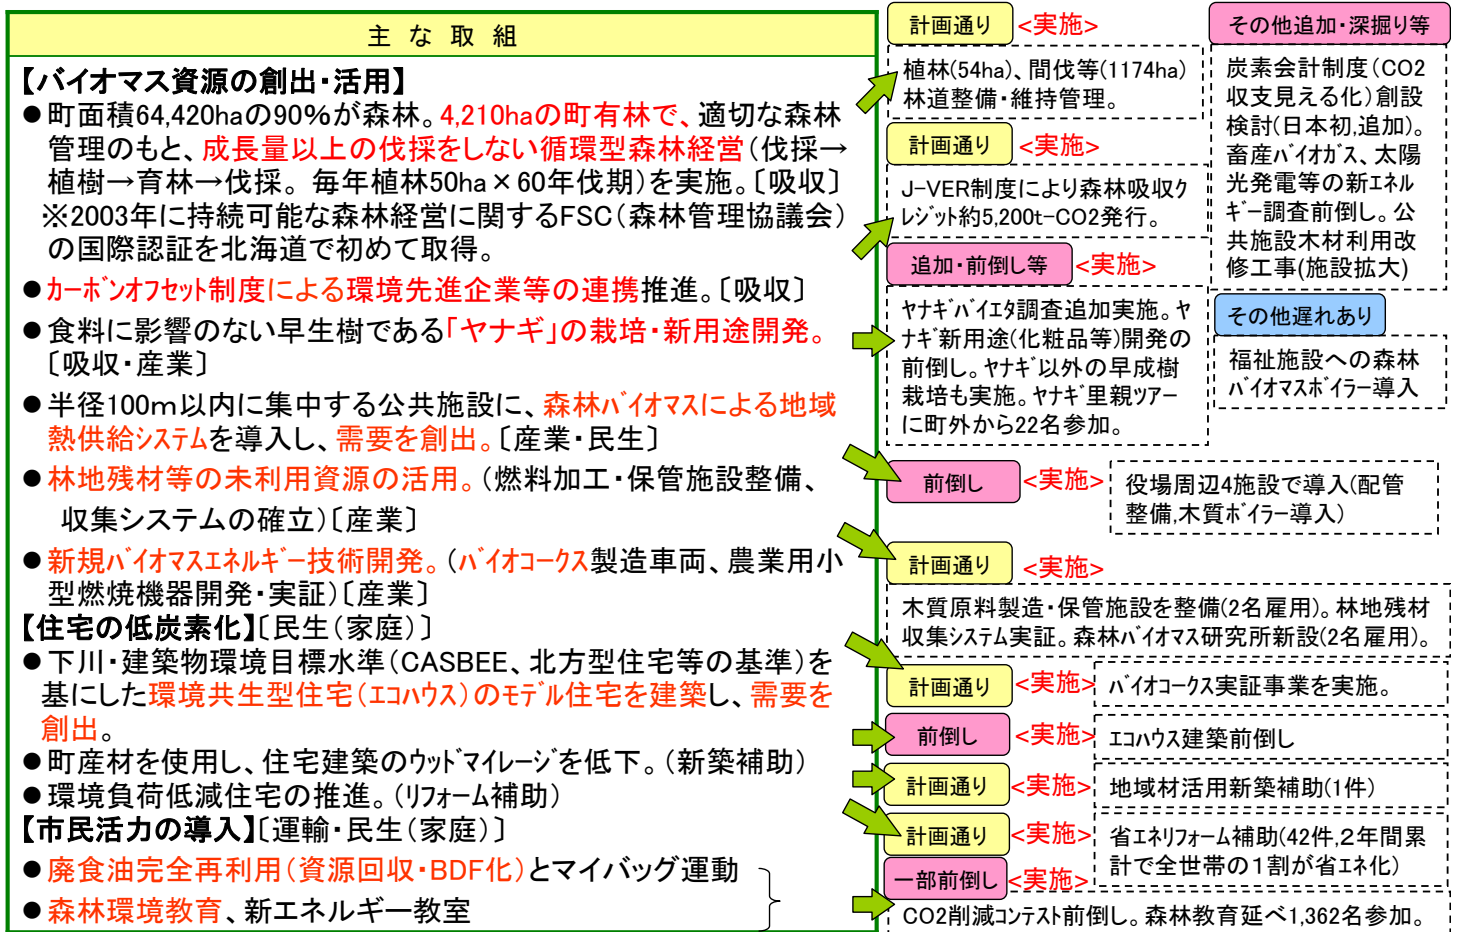 主 な 取 組
【バイオマス資源の創出・活用】
●町面積64,420haの90%が森林。4,210haの町有林で、適切な森林
管理のもと、成長量以上の伐採をしない循環型森林経営（伐採→
植樹→育林→伐採。 毎年植林50ha×60年伐期）を実施。〔吸収〕
※2003年に持続可能な森林経営に関するFSC（森林管理協議会）
の国際認証を北海道で初めて取得。
●カーボンオフセット制度による環境先進企業等の連携推進。〔吸収〕
●食料に影響のない早生樹である「ヤナギ」の栽培・新用途開発。
〔吸収・産業〕
●半径100m以内に集中する公共施設に、森林バイオマスによる地域
熱供給システムを導入し、需要を創出。〔産業・民生〕
●林地残材等の未利用資源の活用。（燃料加工・保管施設整備、
収集システムの確立）〔産業〕
●新規バイオマスエネルギー技術開発。（バイオコークス製造車両、農業用小
型燃焼機器開発・実証）〔産業〕
【住宅の低炭素化】〔民生（家庭）〕
●下川・建築物環境目標水準（CASBEE、北方型住宅等の基準）を
基にした環境共生型住宅（エコハウス）のモデル住宅を建築し、需要を
創出。
●町産材を使用し、住宅建築のウッドマイレージを低下。（新築補助）
●環境負荷低減住宅の推進。（リフォーム補助）
【市民活力の導入】〔運輸・民生（家庭）〕
●廃食油完全再利用（資源回収・BDF化）とマイバッグ運動
●森林環境教育、新エネルギー教室
計画通り <実施>
植林(54ha)、間伐等(1174ha)
林道整備・維持管理。
計画通り <実施>
J-VER制度により森林吸収ク
レジット約5,200t-CO2発行。
追加・前倒し等 <実施>
ヤナギバイエタ調査追加実施。ヤ
ナギ新用途(化粧品等)開発の
前倒し。ヤナギ以外の早成樹
栽培も実施。ヤナギ里親ツアー
に町外から22名参加。
その他追加・深掘り等
炭素会計制度（CO2
収支見える化）創設
検討(日本初,追加)。
畜産バイオガス、太陽
光発電等の新エネル
ギー調査前倒し。公
共施設木材利用改
修工事(施設拡大)
その他遅れあり
福祉施設への森林
バイオマスボイラー導入
前倒し <実施>
役場周辺4施設で導入(配管
整備,木質ボイラー導入）
計画通り <実施>
木質原料製造・保管施設を整備(2名雇用)。林地残材
収集システム実証。森林バイオマス研究所新設(2名雇用)。
計画通り <実施>
バイオコークス実証事業を実施。
前倒し <実施>
エコハウス建築前倒し
計画通り <実施>
地域材活用新築補助(1件）
計画通り <実施>
省エネリフォーム補助(42件,2年間累
計で全世帯の1割が省エネ化）
一部前倒し <実施>
CO2削減コンテスト前倒し。森林教育延べ1,362名参加。